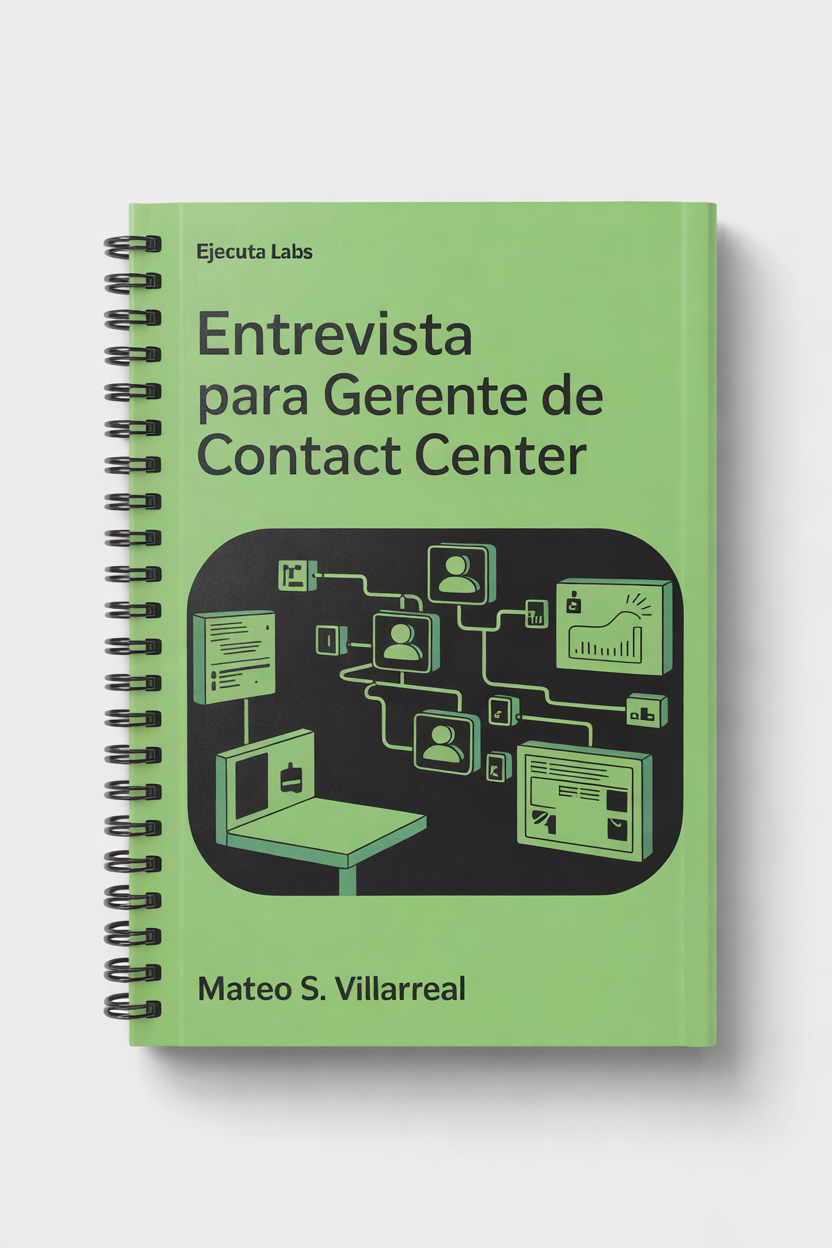 Ejecuta Labs
Entrevista
para Gerente de
Contact Center
Mateo S. Villarreal